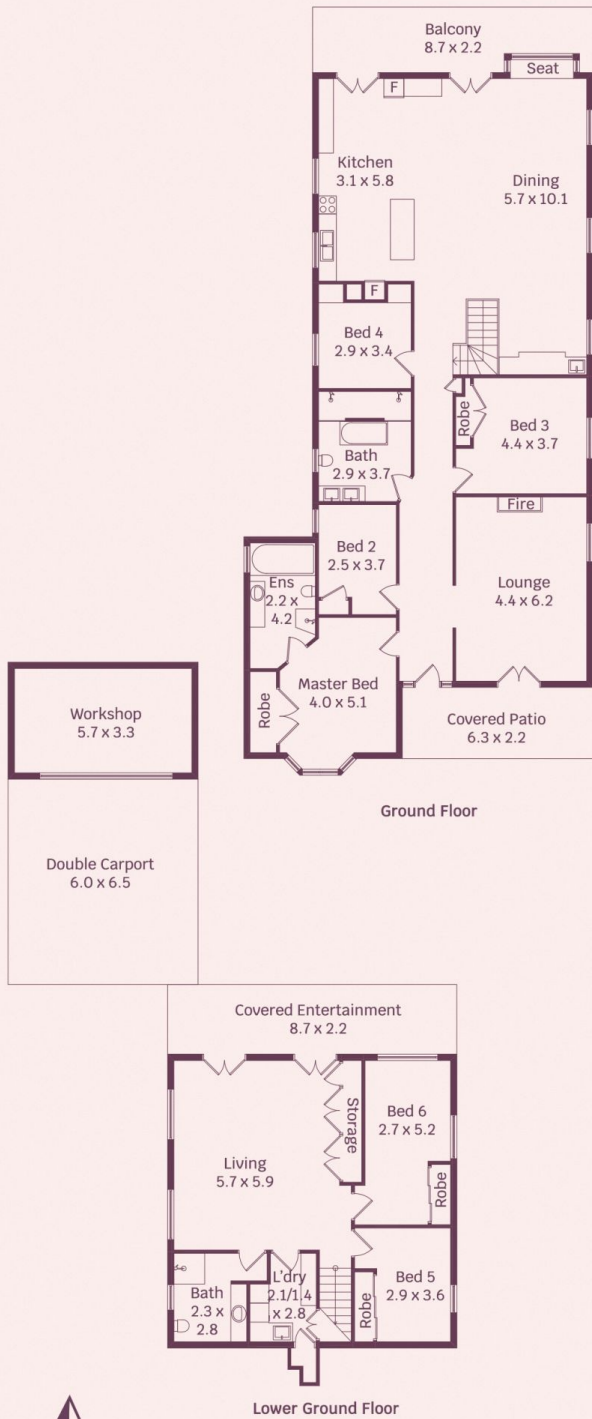 Balcony
8.7 x 2.2
Seat
F
Kitchen
3.1 x 5.8
Dining
5.7 x 10.1
F
Bed 4
2.9 x 3.4
Robe
Bed 3
4.4 x 3.7
Bath
2.9 x 3.7
Fire
Bed 2
2.5 x 3.7
Ens
2.2 x
4.2
Lounge
4.4 x 6.2
Robe
Master Bed
4.0 x 5.1
Covered Patio
6.3 x 2.2
Workshop
5.7 x 3.3
Ground Floor
Double Carport
6.0 x 6.5
Covered Entertainment
8.7 x 2.2
Storage
Bed 6
2.7 x 5.2
Living
5.7 x 5.9
Robe
Bath
2.3 x
2.8
L'dry
2.1/1.4
x 2.8
Robe
Bed 5
2.9 x 3.6
Lower Ground Floor